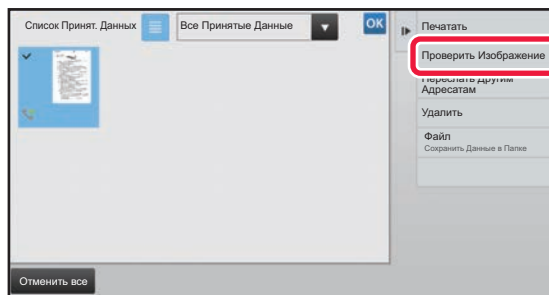 Список Принят. Данных
Все Принятые Данные
OK
Печатать
Проверить Изображение
Переслать Другим
Адресатам
Удалить
Файл
Сохранить Данные в Папке
Отменить все